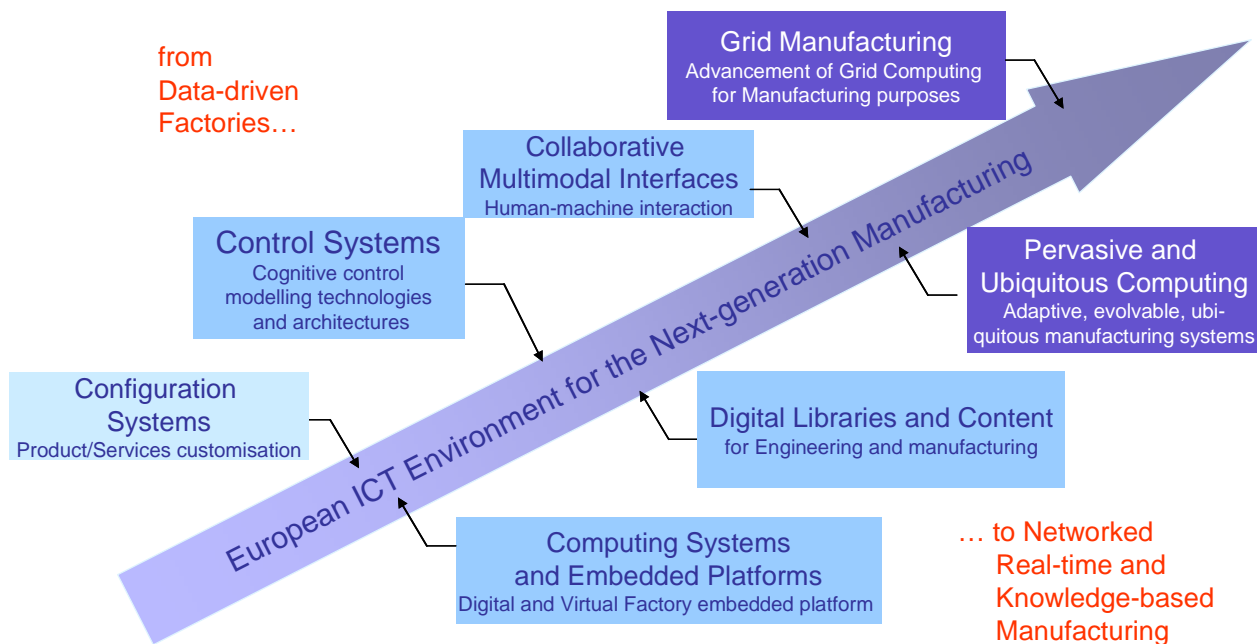 from
Data-driven
Factories…
Grid Manufacturing
Advancement of Grid Computing
for Manufacturing purposes
Collaborative
Multimodal Interfaces
Human-machine interaction
Control Systems
Cognitive control
modelling technologies
and architectures
Pervasive and
Ubiquitous Computing
Adaptive, evolvable, ubi-
quitous manufacturing systems
European ICT Environment for the Next-generation Manufacturing
Configuration
Systems
Product/Services customisation
Digital Libraries and Content
for Engineering and manufacturing
Computing Systems
and Embedded Platforms
Digital and Virtual Factory embedded platform
… to Networked
Real-time and
Knowledge-based
Manufacturing